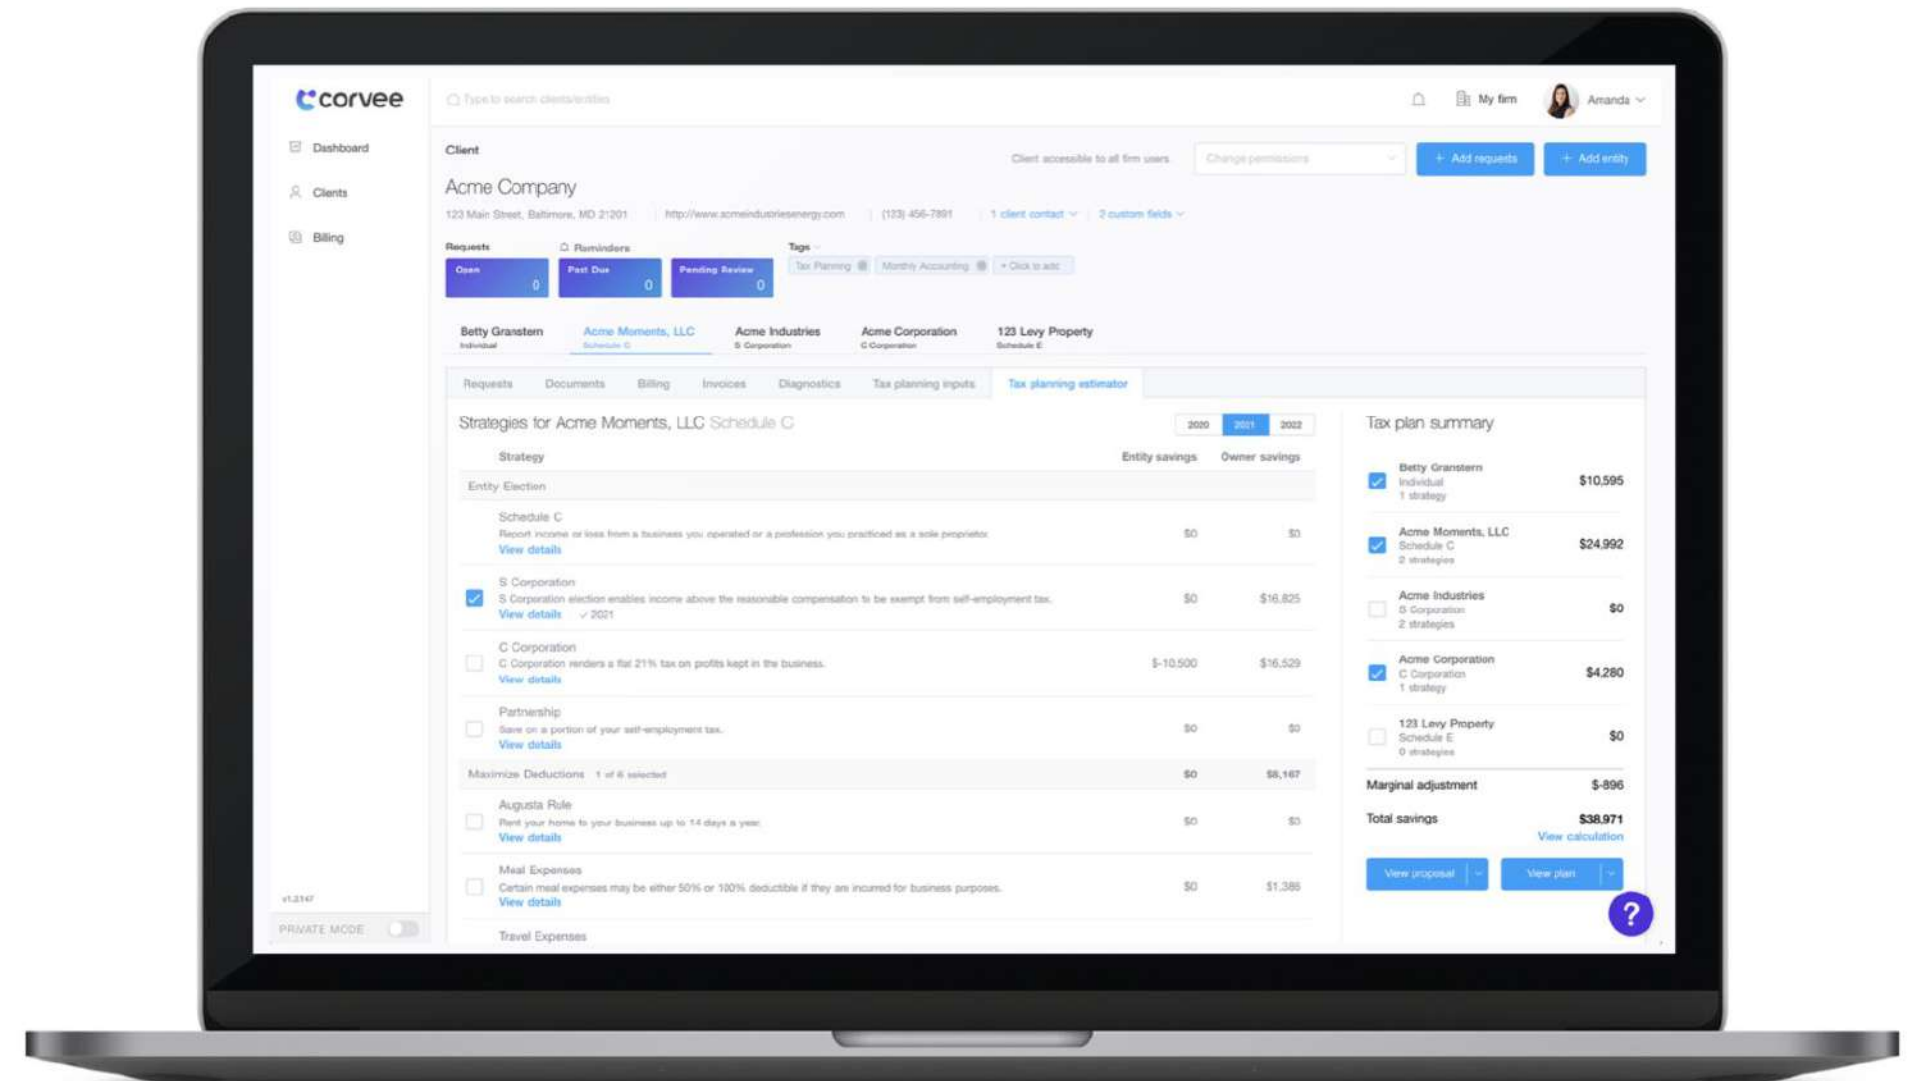 corvee
Type to search clients/entities
My firm
Amanda
Dashboard
Clients
Billing
Client
Client accessible to all firm users
Change permissions
+ Add requests
+ Add entity
Acme Company
123 Main Street, Baltimore, MD 21201
http://www.acmeindustriesenergy.com
(123) 456-7891
1 client contact
2 custom fields
Requests
Reminders
Tags
Open
0
Past Due
0
Pending Review
0
Tax Planning
Monthly Accounting
+ Click to add
Betty Granstern
Individual
Acme Moments, LLC
Schedule C
Acme Industries
S Corporation
Acme Corporation
C Corporation
123 Levy Property
Schedule E
Requests Documents Billing Invoices Diagnostics Tax planning inputs Tax planning estimator
Strategies for Acme Moments, LLC Schedule C
2020 2021 2022
Strategy Entity savings Owner savings
Entity Election
Schedule C
Report income or loss from a business you operated or a profession you practiced as a sole proprietor. $0 $0
View details
S Corporation
S Corporation election enables income above the reasonable compensation to be exempt from self-employment tax. $0 $16,825
View details ✓ 2021
C Corporation
C Corporation renders a flat 21% tax on profits kept in the business. $-10,500 $16,529
View details
Partnership
Save on a portion of your self-employment tax. $0 $0
View details
Maximize Deductions 1 of 6 selected $0 $8,167
Augusta Rule
Rent your home to your business up to 14 days a year. $0 $0
View details
Meal Expenses
Certain meal expenses may be either 50% or 100% deductible if they are incurred for business purposes. $0 $1,386
View details
Travel Expenses
Tax plan summary
Betty Granstern
Individual $10,595
1 strategy
Acme Moments, LLC
Schedule C $24,992
2 strategies
Acme Industries
S Corporation $0
2 strategies
Acme Corporation
C Corporation $4,280
1 strategy
123 Levy Property
Schedule E $0
0 strategies
Marginal adjustment $-896
Total savings $38,971
View calculation
View proposal
View plan
?
PRIVATE MODE